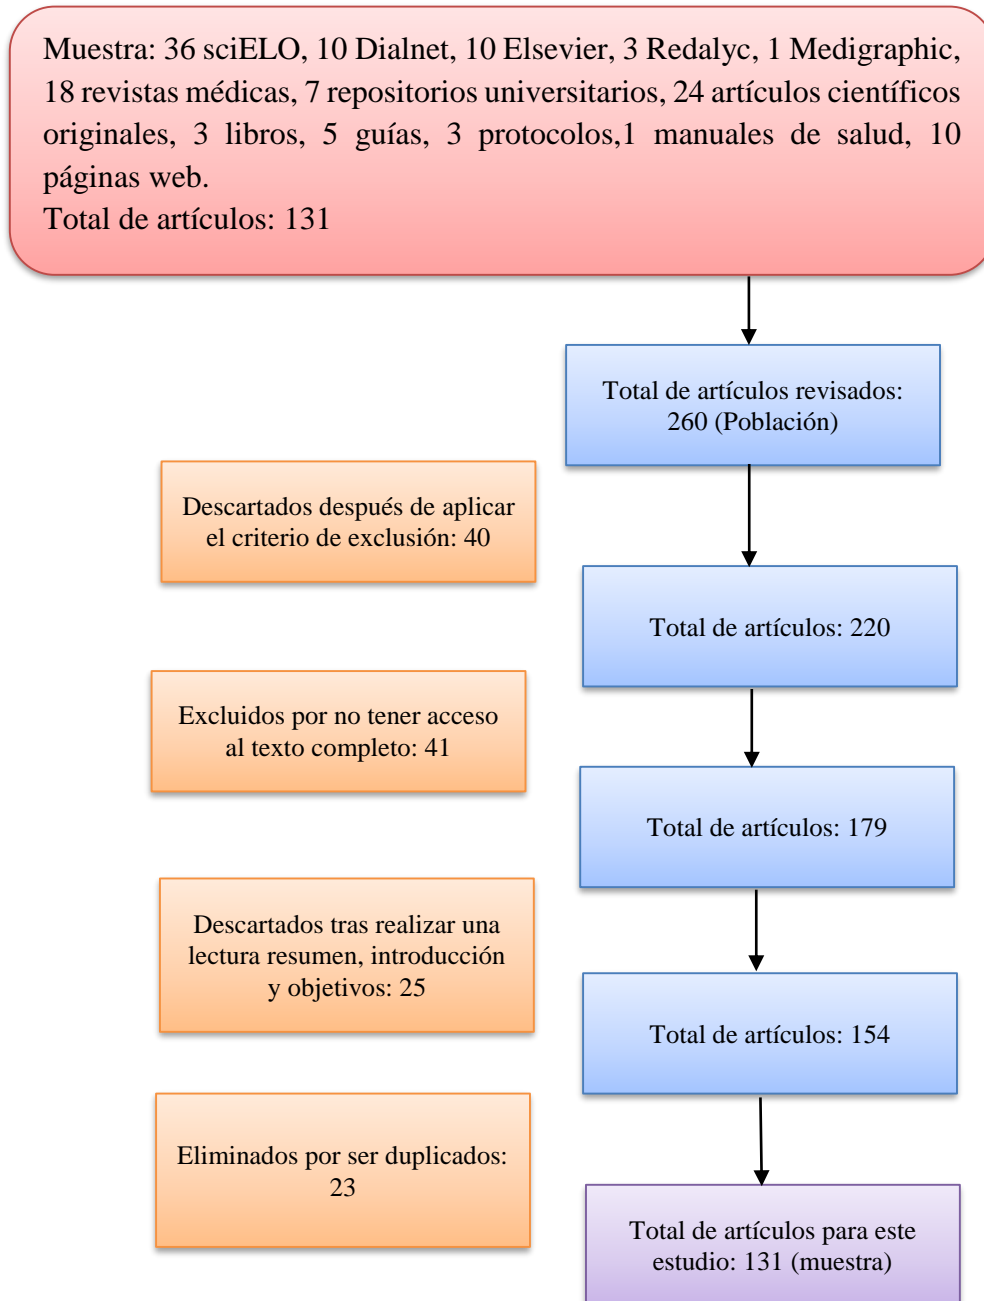 Muestra: 36 sciELO, 10 Dialnet, 10 Elsevier, 3 Redalyc, 1 Medigraphic,
18 revistas médicas, 7 repositorios universitarios, 24 artículos científicos
originales, 3 libros, 5 guías, 3 protocolos,1 manuales de salud, 10
páginas web.
Total de artículos: 131
Total de artículos revisados:
260 (Población)
Descartados después de aplicar
el criterio de exclusión: 40
Total de artículos: 220
Excluidos por no tener acceso
al texto completo: 41
Total de artículos: 179
Descartados tras realizar una
lectura resumen, introducción
y objetivos: 25
Total de artículos: 154
Eliminados por ser duplicados:
23
Total de artículos para este
estudio: 131 (muestra)